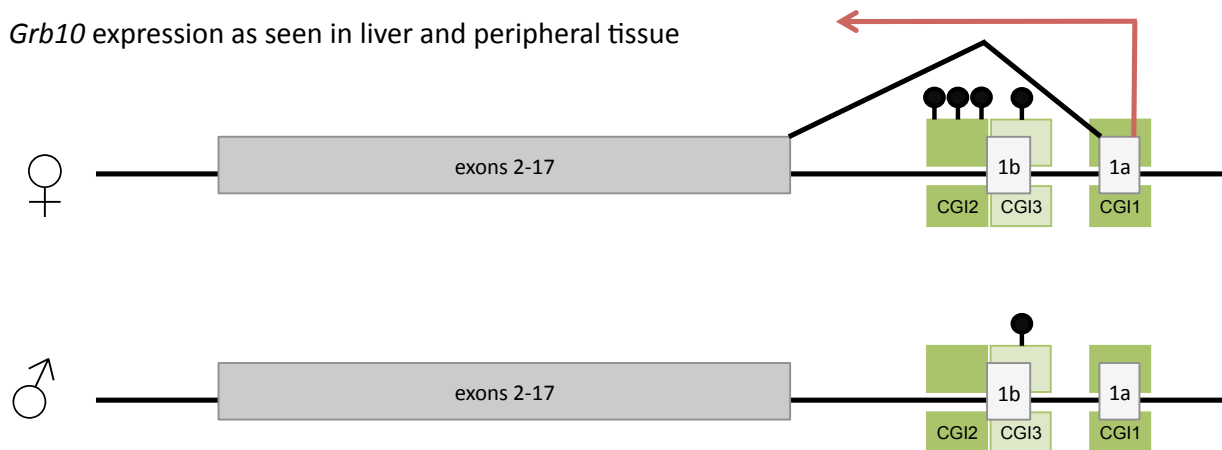 Grb10 expression as seen in liver and peripheral tissue
exons 2-17
1b
1a
CGI2
CGI3
CGI1
exons 2-17
1b
1a
CGI2
CGI3
CGI1